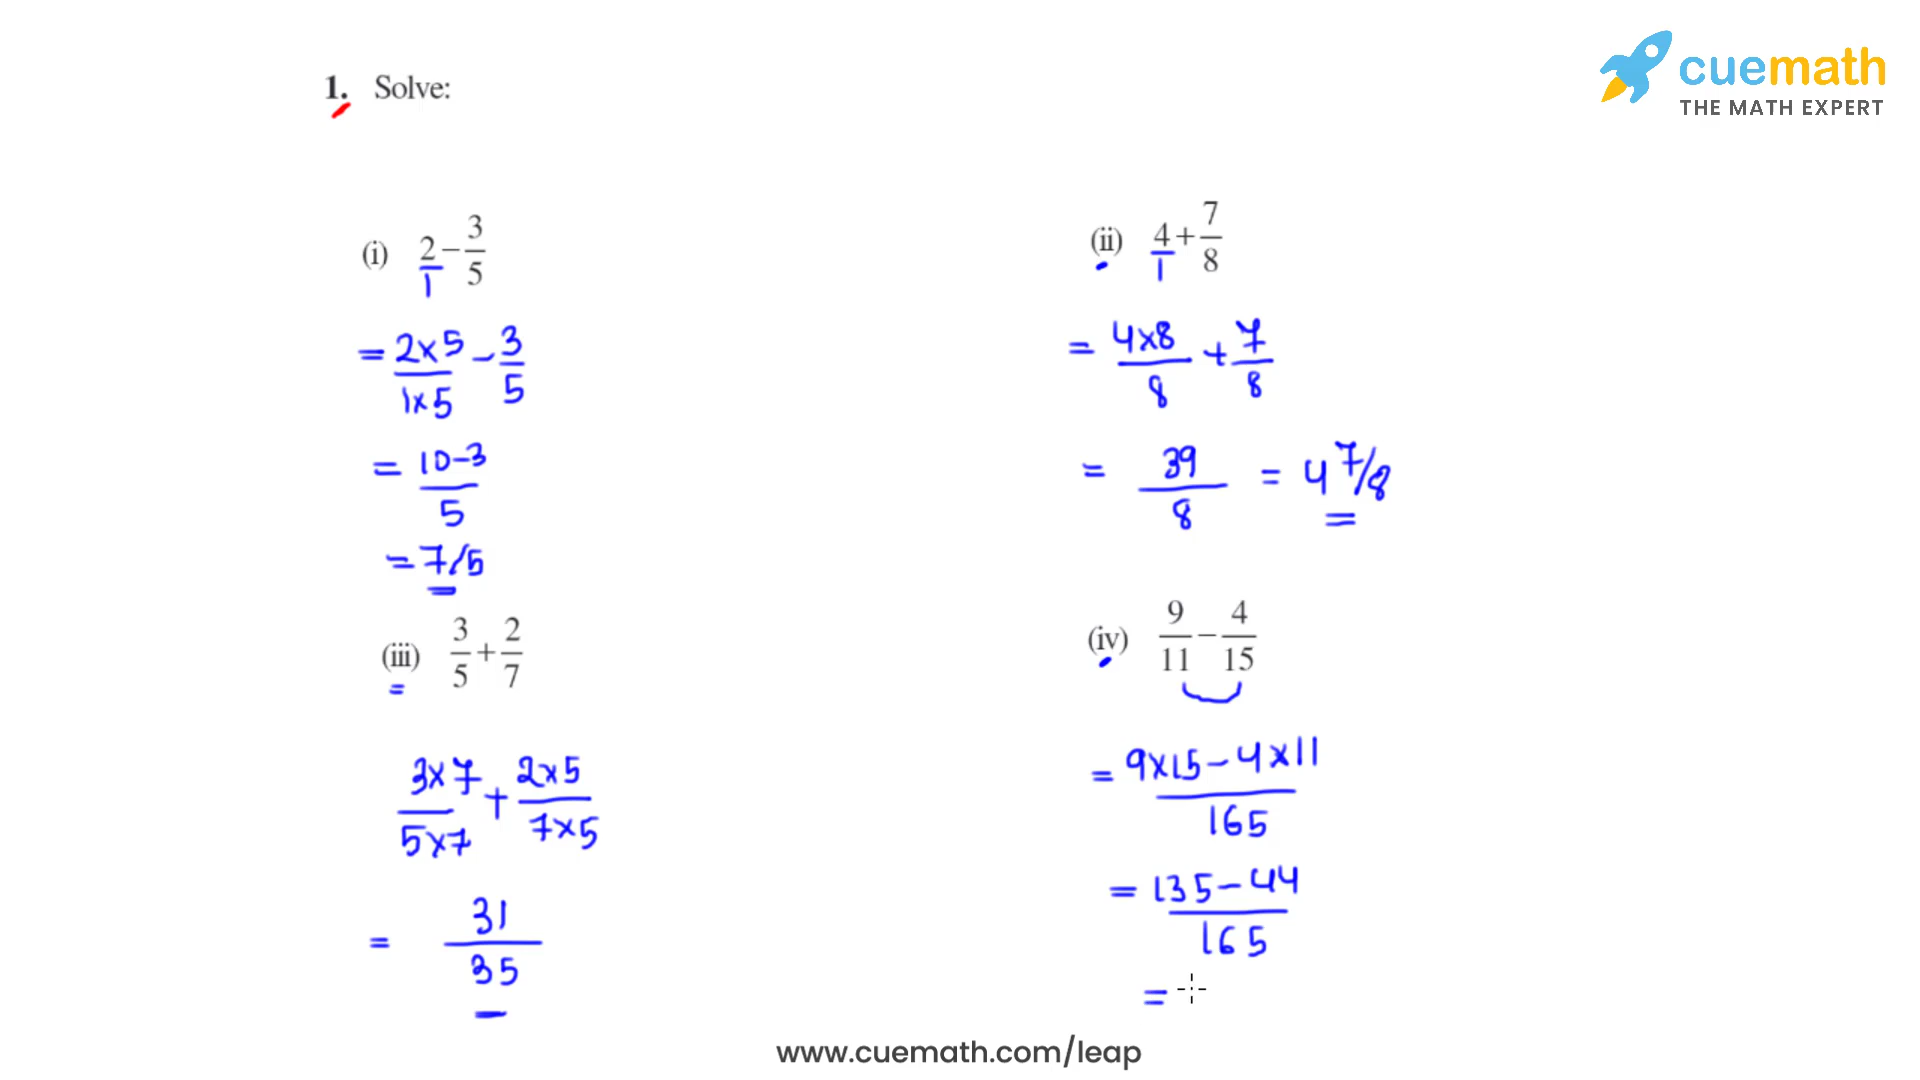 cuemath
THE MATH EXPERT
1. Solve:
(i) 2/1 − 3/5
= 2×5/1×5 − 3/5
= 10−3/5
= 7/5
(ii) 4/1 + 7/8
= 4×8/8 + 7/8
= 39/8 = 4 7/8
(iii) 3/5 + 2/7
3×7/5×7 + 2×5/7×5
= 31/35
(iv) 9/11 − 4/15
= 9×15−4×11/165
= 135−44/165
=
www.cuemath.com/leap